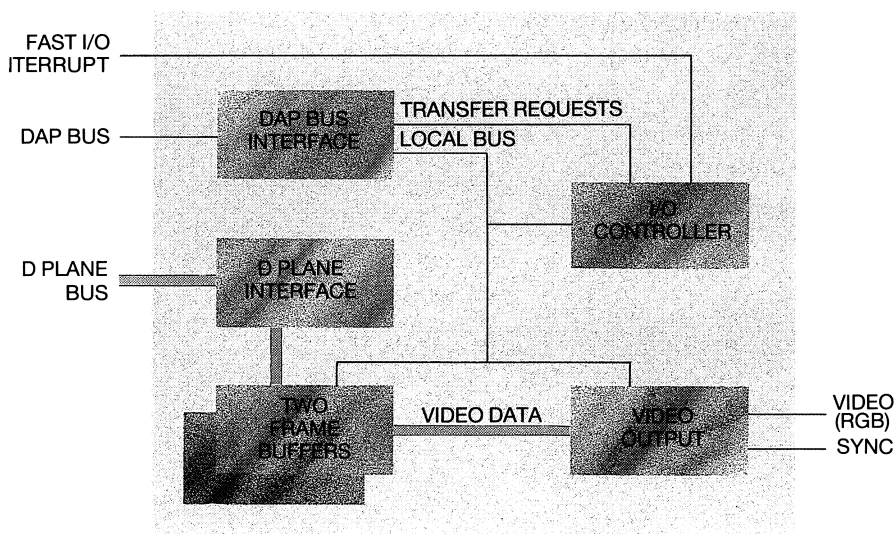 FAST I/O
ITERRUPT
TRANSFER REQUESTS
DAP BUS
DAP BUS
INTERFACE
LOCAL BUS
I/O
CONTROLLER
D PLANE
BUS
D PLANE
INTERFACE
TWO
FRAME
BUFFERS
VIDEO DATA
VIDEO
OUTPUT
VIDEO
(RGB)
SYNC